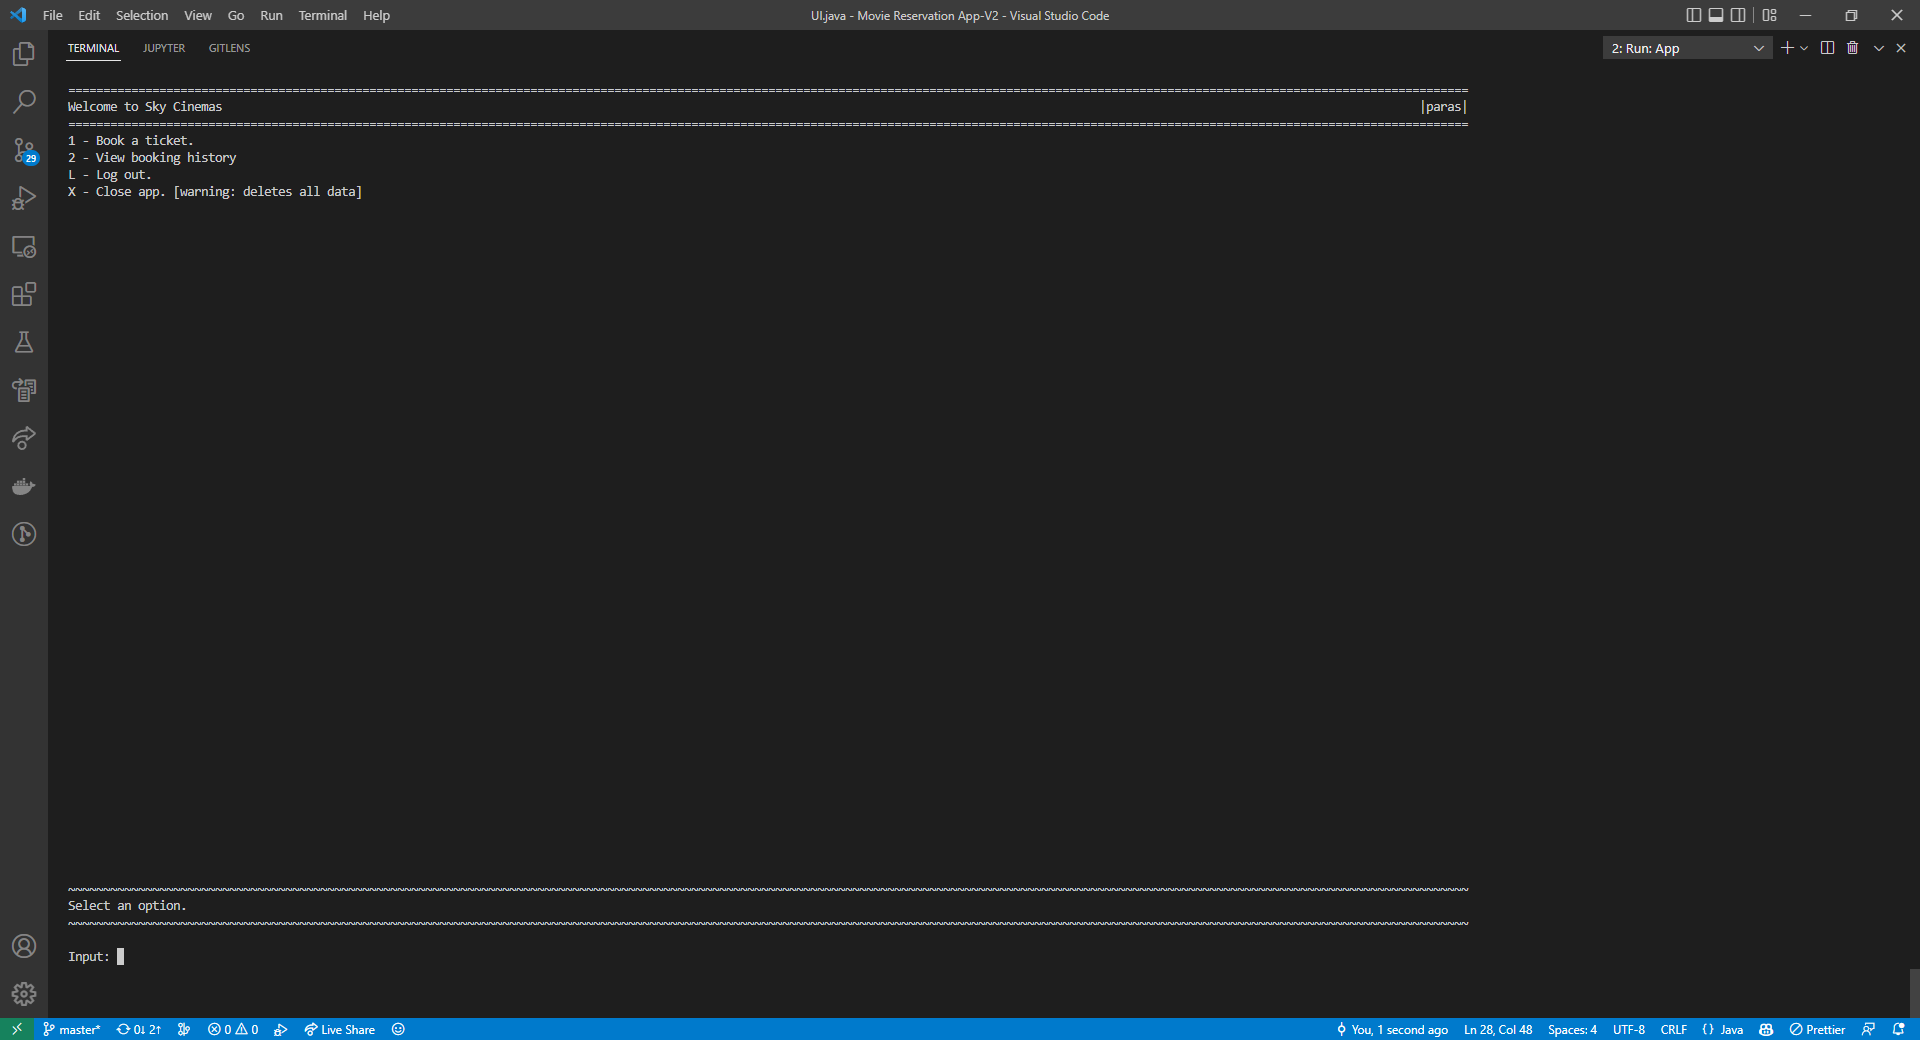 File Edit Selection View Go Run Terminal Help
UI.java - Movie Reservation App-V2 - Visual Studio Code
TERMINAL JUPYTER GITLENS
2: Run: App
Welcome to Sky Cinemas |paras|
1 - Book a ticket.
2 - View booking history
L - Log out.
X - Close app. [warning: deletes all data]
29
Select an option.
Input:
master* 0↓ 2↑ 0 0 Live Share
You, 1 second ago Ln 28, Col 48 Spaces: 4 UTF-8 CRLF { } Java Prettier